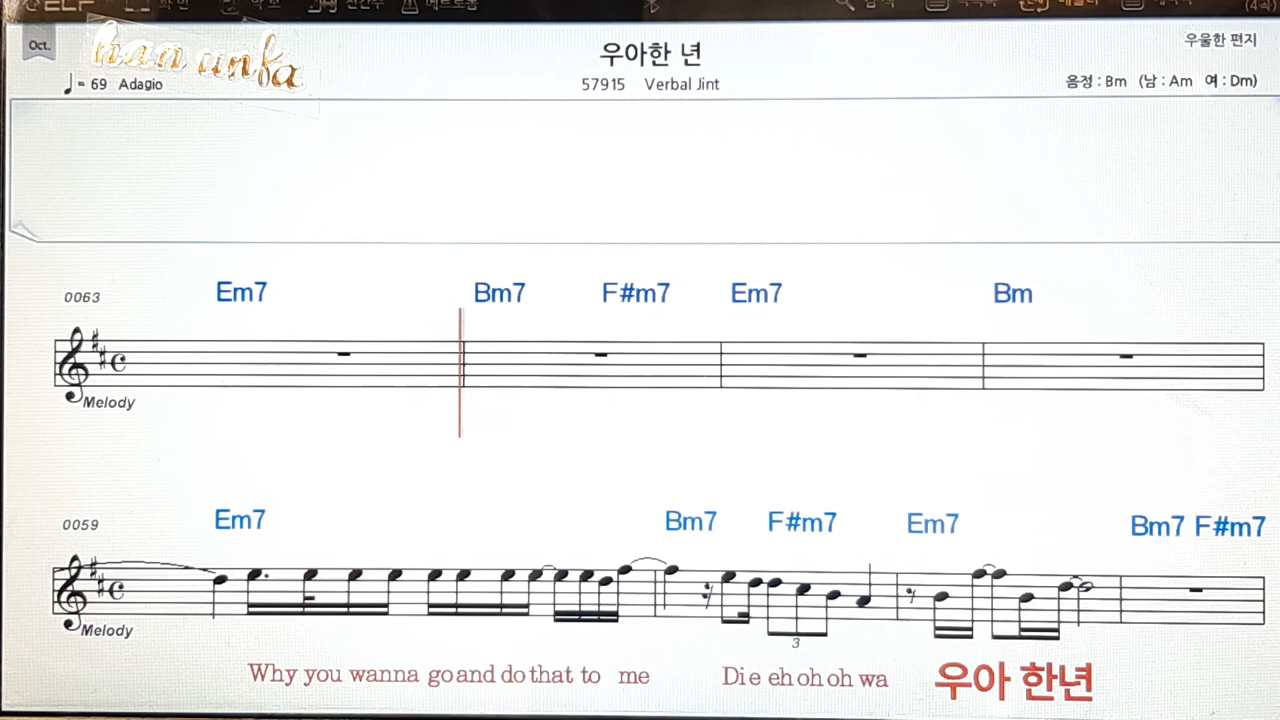 Oct.
han unfa
우아한 년
우울한 편지
= 69 Adagio
57915 Verbal Jint
음정 : Bm (남 : Am 여 : Dm)
0063
Em7 Bm7 F#m7 Em7 Bm
Melody
0059
Em7 Bm7 F#m7 Em7 Bm7 F#m7
Melody
3
Why you wanna go and do that to me Die eh oh oh wa 우아 한년